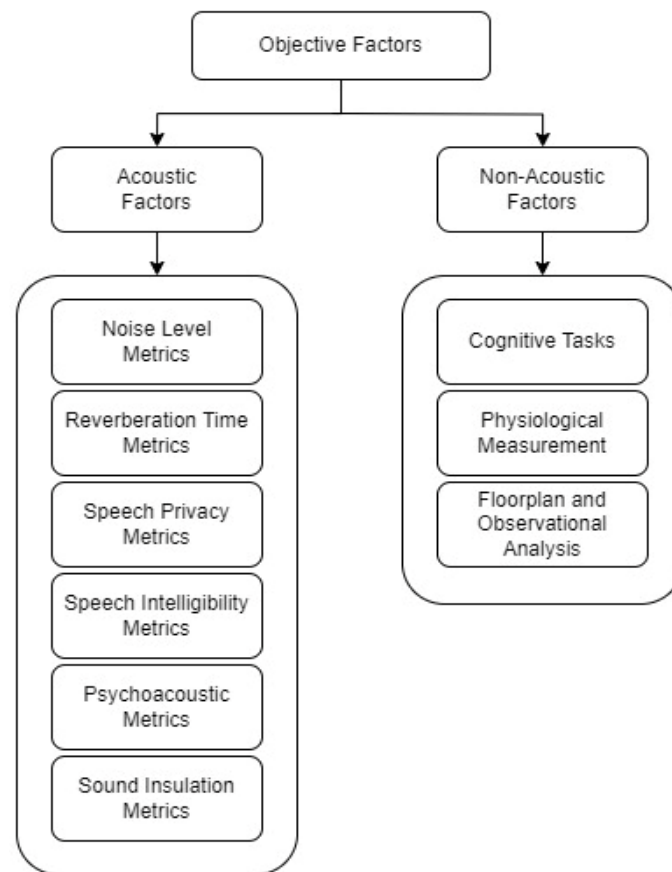 Objective Factors
Acoustic
Factors
Non-Acoustic
Factors
Noise Level
Metrics
Reverberation Time
Metrics
Speech Privacy
Metrics
Speech Intelligibility
Metrics
Psychoacoustic
Metrics
Sound Insulation
Metrics
Cognitive Tasks
Physiological
Measurement
Floorplan and
Observational
Analysis